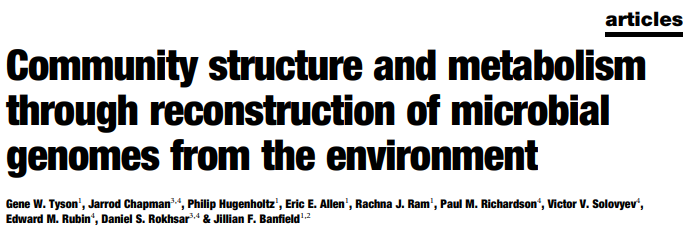 articles
Community structure and metabolism
through reconstruction of microbial
genomes from the environment
Gene W. Tyson1, Jarrod Chapman3,4, Philip Hugenholtz1, Eric E. Allen1, Rachna J. Ram1, Paul M. Richardson4, Victor V. Solovyev4,
Edward M. Rubin4, Daniel S. Rokhsar3,4 & Jillian F. Banfield1,2